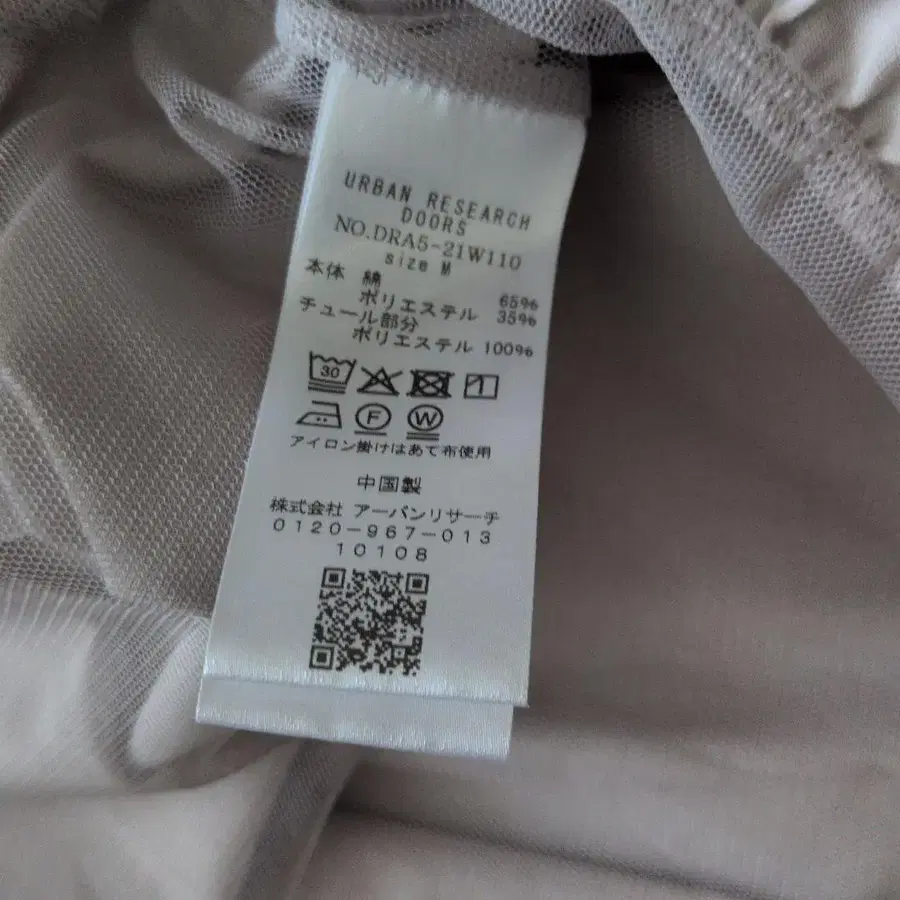 URBAN RESEARCH
DOORS
NO.DRA5-21W110
size M
本体 綿 65%
ポリエステル 35%
チュール部分
ポリエステル 100%
30 1
F W
アイロン掛けはあて布使用
中国製
株式会社 アーバンリサーチ
0120-967-013
10108